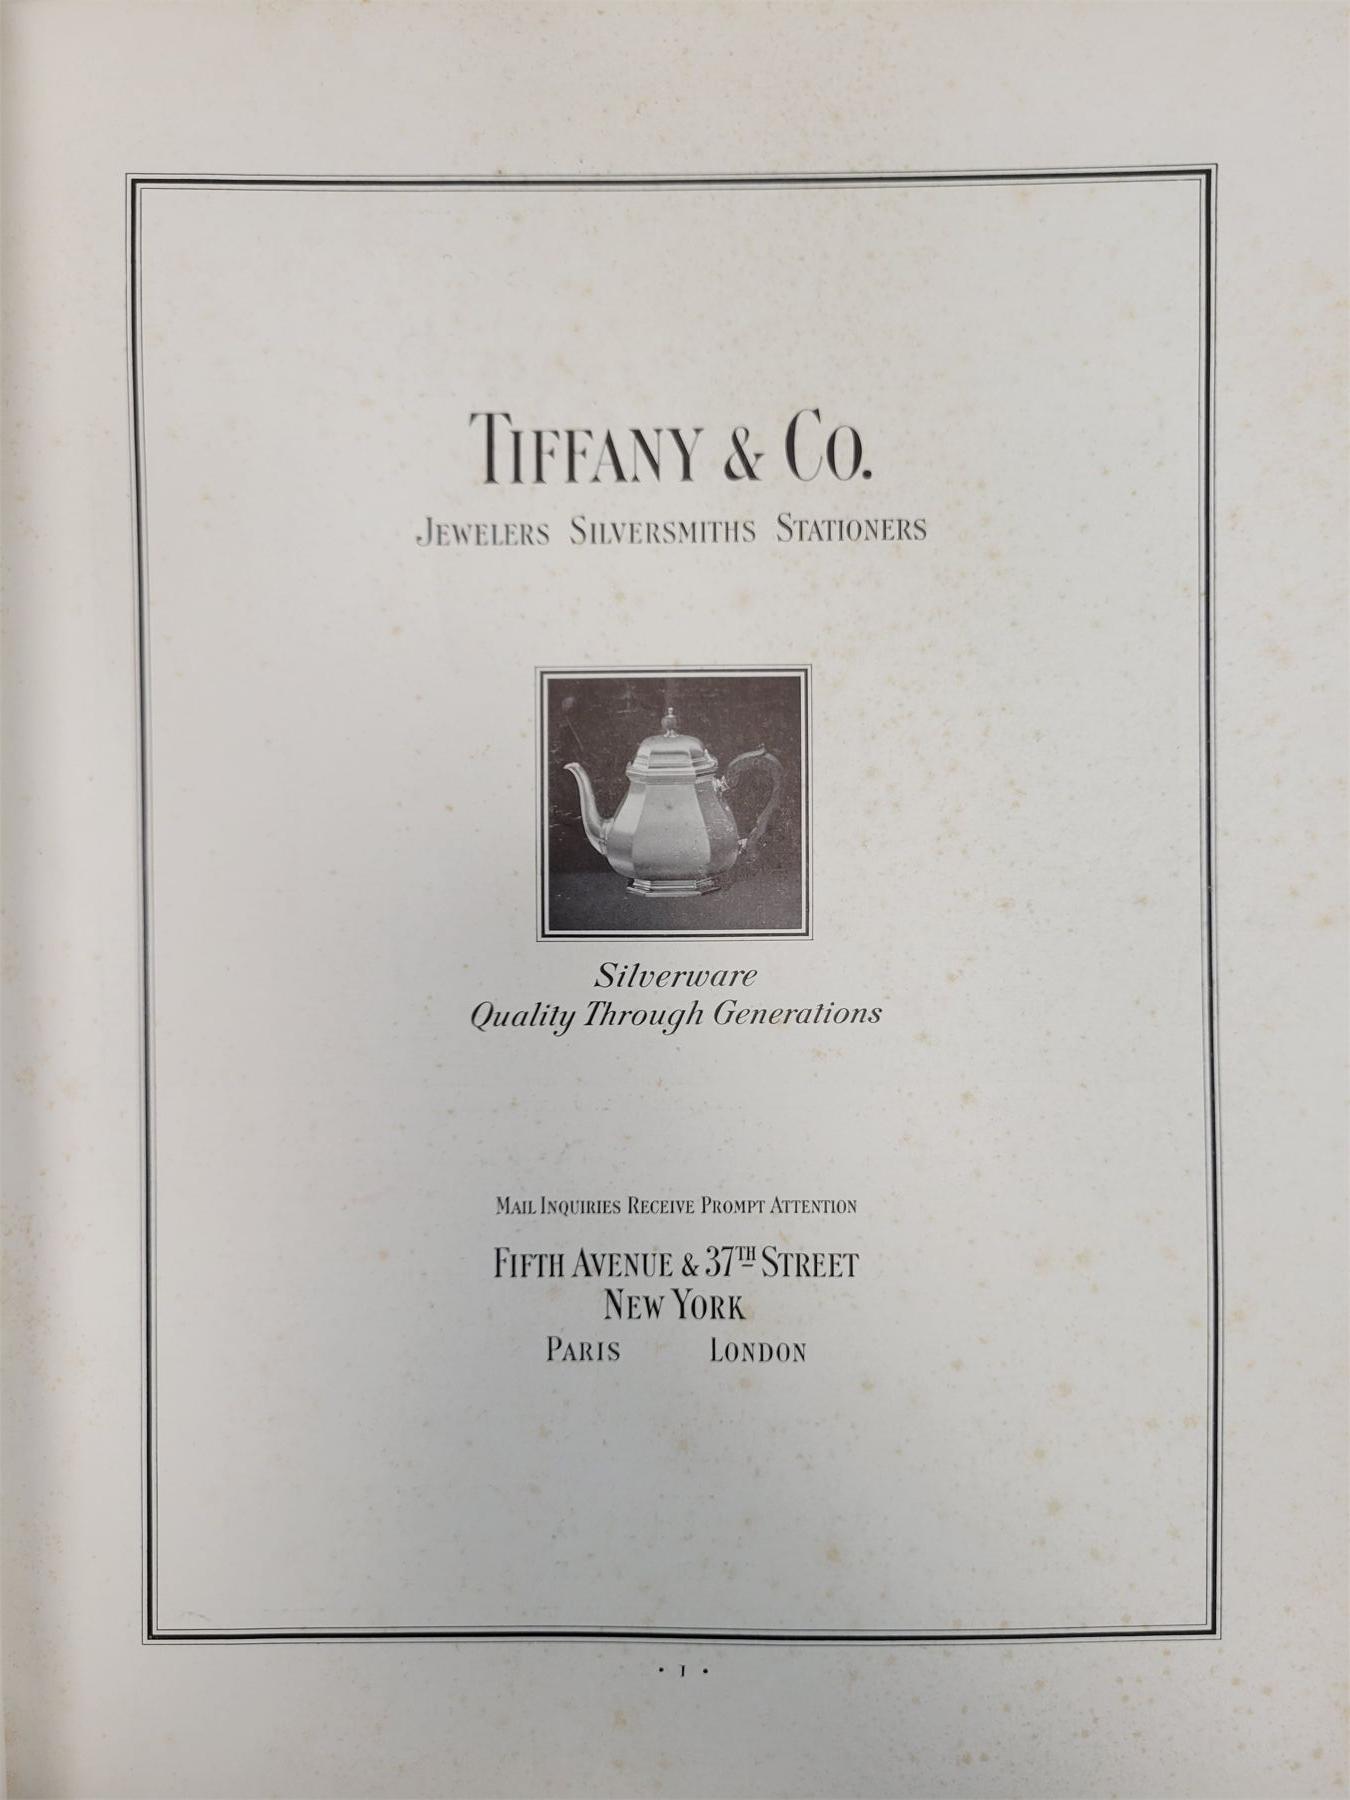 TIFFANY & CO.
JEWELERS SILVERSMITHS STATIONERS
Silverware
Quality Through Generations
MAIL INQUIRIES RECEIVE PROMPT ATTENTION
FIFTH AVENUE & 37TH STREET
NEW YORK
PARIS LONDON
· I ·